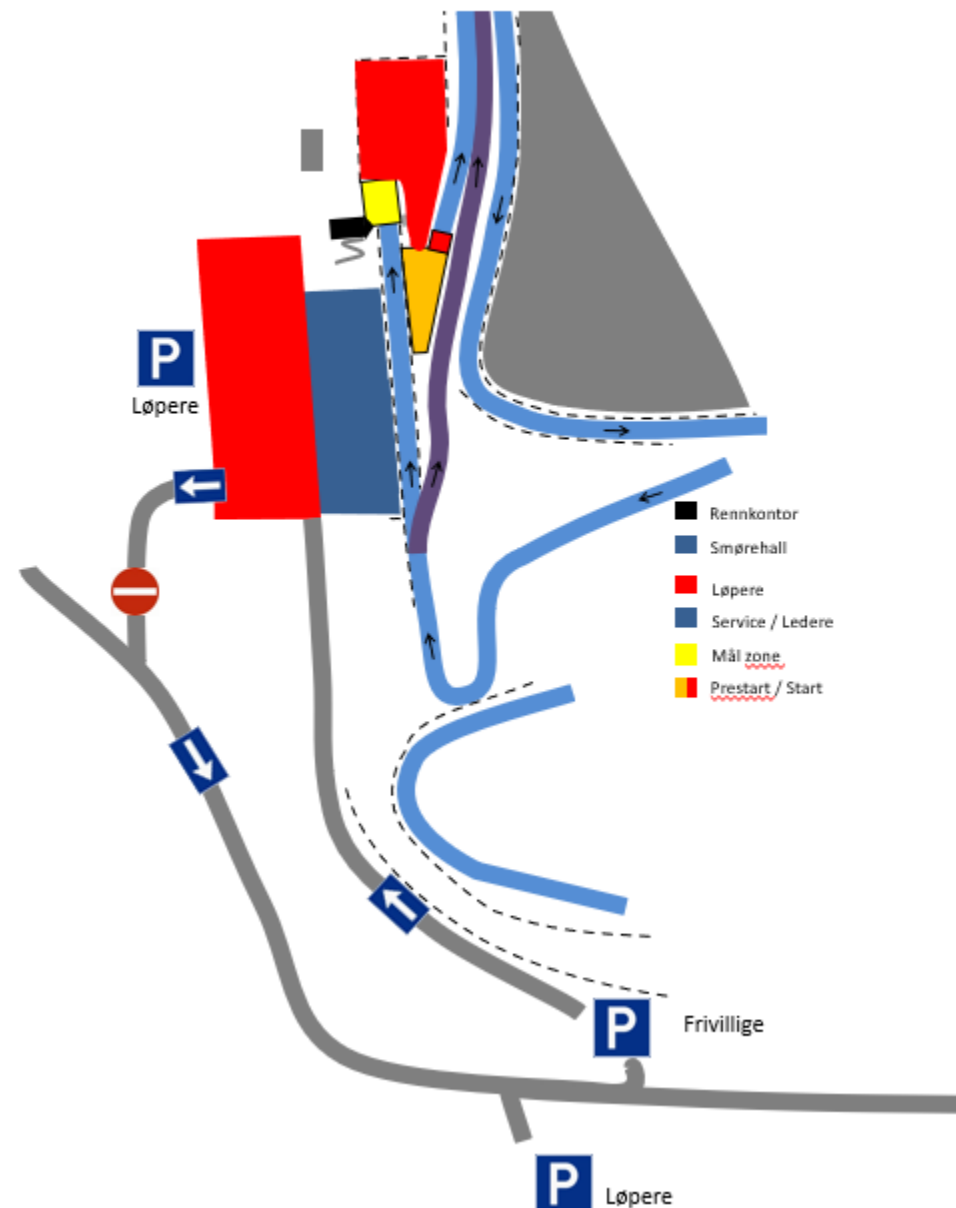 P
Løpere
Rennkontor
Smørehall
Løpere
Service / Ledere
Mål zone
Prestart / Start
P
Frivillige
P
Løpere